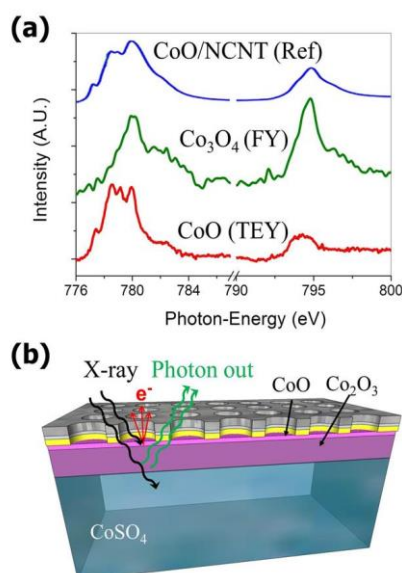 (a)
CoO/NCNT (Ref)
Co₃O₄ (FY)
CoO (TEY)
Intensity (A.U.)
776 780 790 795 800
Photon-Energy (eV)
(b)
X-ray
e⁻
Photon out
CoO
Co₂O₃
CoSO₄